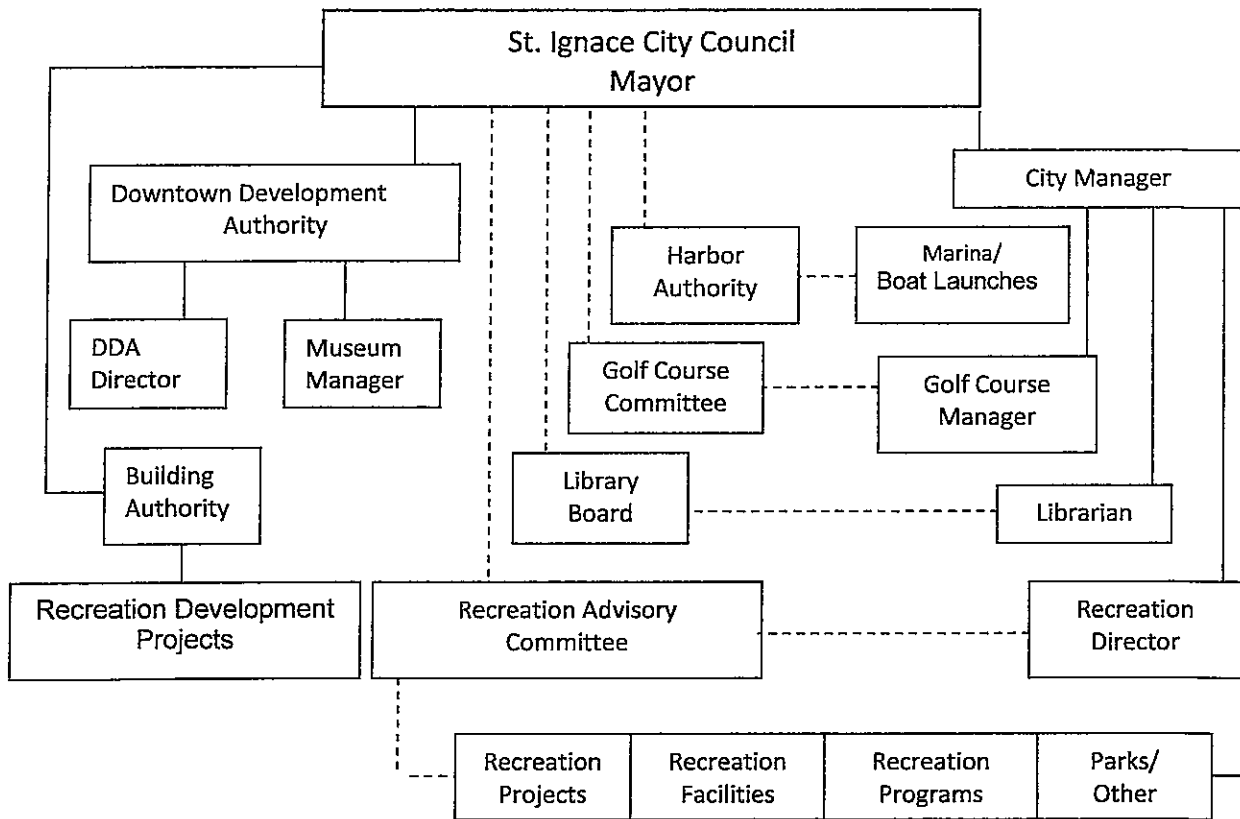 St. Ignace City Council
Mayor
Downtown Development
Authority
City Manager
Harbor
Authority
Marina/
Boat Launches
DDA
Director
Museum
Manager
Golf Course
Committee
Golf Course
Manager
Building
Authority
Library
Board
Librarian
Recreation Development
Projects
Recreation Advisory
Committee
Recreation
Director
Recreation
Projects
Recreation
Facilities
Recreation
Programs
Parks/
Other